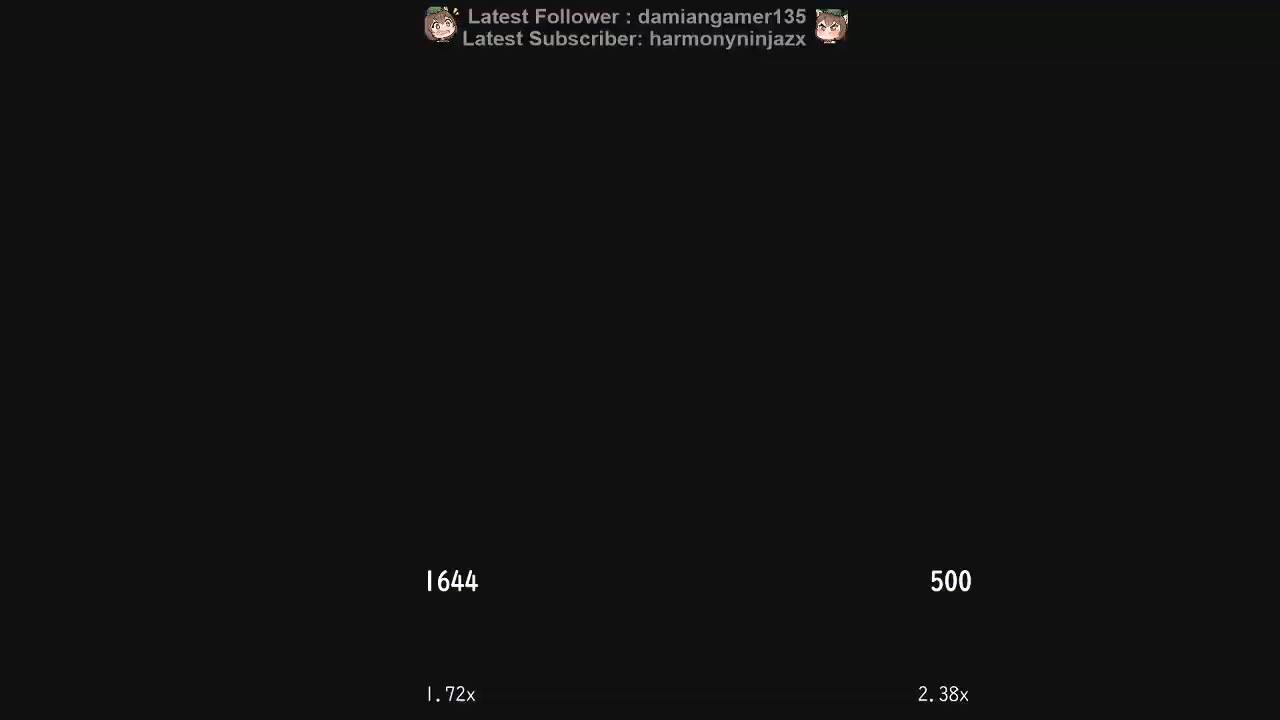 Latest Follower : damiangamer135
Latest Subscriber: harmonyninjazx
1644 500
1.72x 2.38x